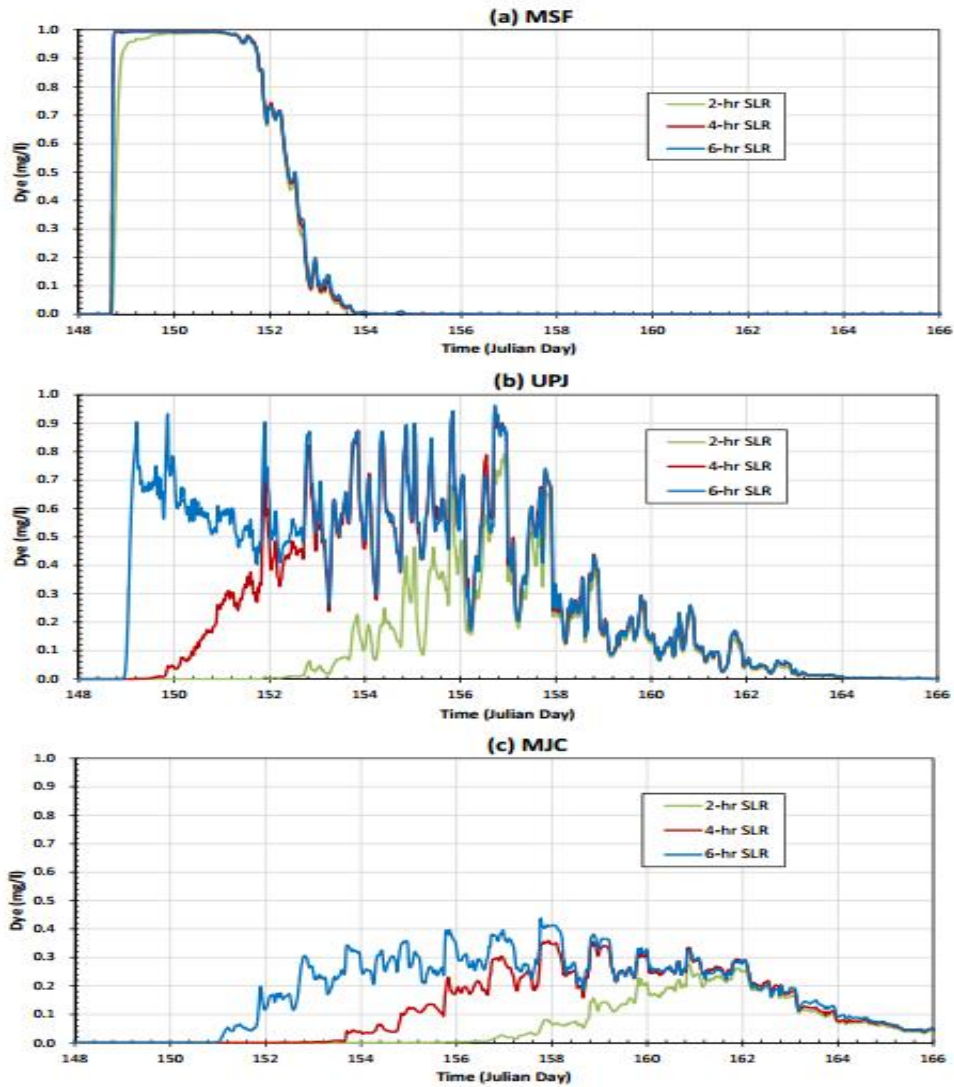 (a) MSF
1.0
0.9
0.8
0.7
0.6
0.5
0.4
0.3
0.2
0.1
0.0
Dye (mg/l)
2-hr SLR
4-hr SLR
6-hr SLR
148 150 152 154 156 158 160 162 164 166
Time (Julian Day)
(b) UPJ
1.0
0.9
0.8
0.7
0.6
0.5
0.4
0.3
0.2
0.1
0.0
Dye (mg/l)
2-hr SLR
4-hr SLR
6-hr SLR
148 150 152 154 156 158 160 162 164 166
Time (Julian Day)
(c) MJC
1.0
0.9
0.8
0.7
0.6
0.5
0.4
0.3
0.2
0.1
0.0
Dye (mg/l)
2-hr SLR
4-hr SLR
6-hr SLR
148 150 152 154 156 158 160 162 164 166
Time (Julian Day)